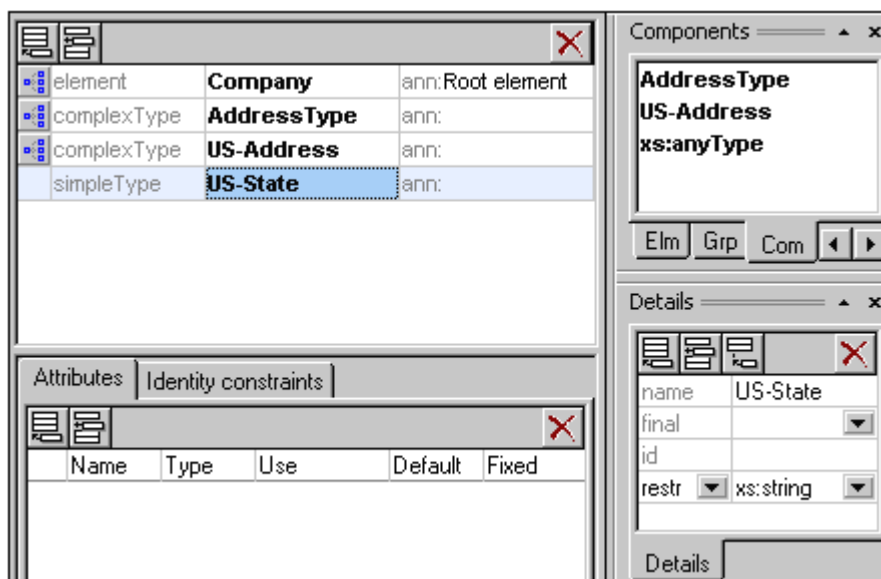 element Company ann:Root element
complexType AddressType ann:
complexType US-Address ann:
simpleType US-State ann:
Attributes Identity constraints
Name Type Use Default Fixed
Components
AddressType
US-Address
xs:anyType
Elm Grp Com
Details
name US-State
final
id
restr xs:string
Details